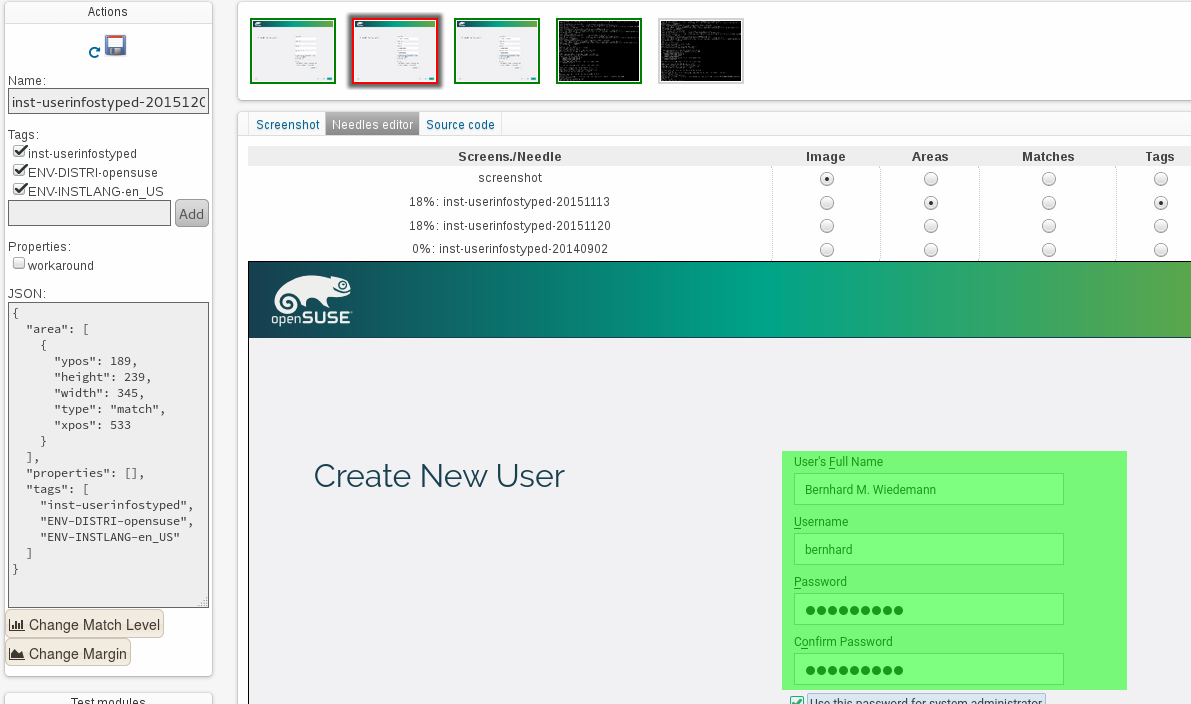 Actions
Name:
inst-userinfostyped-2015120
Tags:
inst-userinfostyped
ENV-DISTRI-opensuse
ENV-INSTLANG-en_US
Add
Properties:
workaround
JSON:
{
"area": [
{
"ypos": 189,
"height": 239,
"width": 345,
"type": "match",
"xpos": 533
}
],
"properties": [],
"tags": [
"inst-userinfostyped",
"ENV-DISTRI-opensuse",
"ENV-INSTLANG-en_US"
]
}
Change Match Level
Change Margin
Test modules
Screenshot Needles editor Source code
Screens./Needle Image Areas Matches Tags
screenshot
18%: inst-userinfostyped-20151113
18%: inst-userinfostyped-20151120
0%: inst-userinfostyped-20140902
openSUSE
Create New User
User's Full Name
Bernhard M. Wiedemann
Username
bernhard
Password
●●●●●●●●●
Confirm Password
●●●●●●●●●
Use this password for system administrator